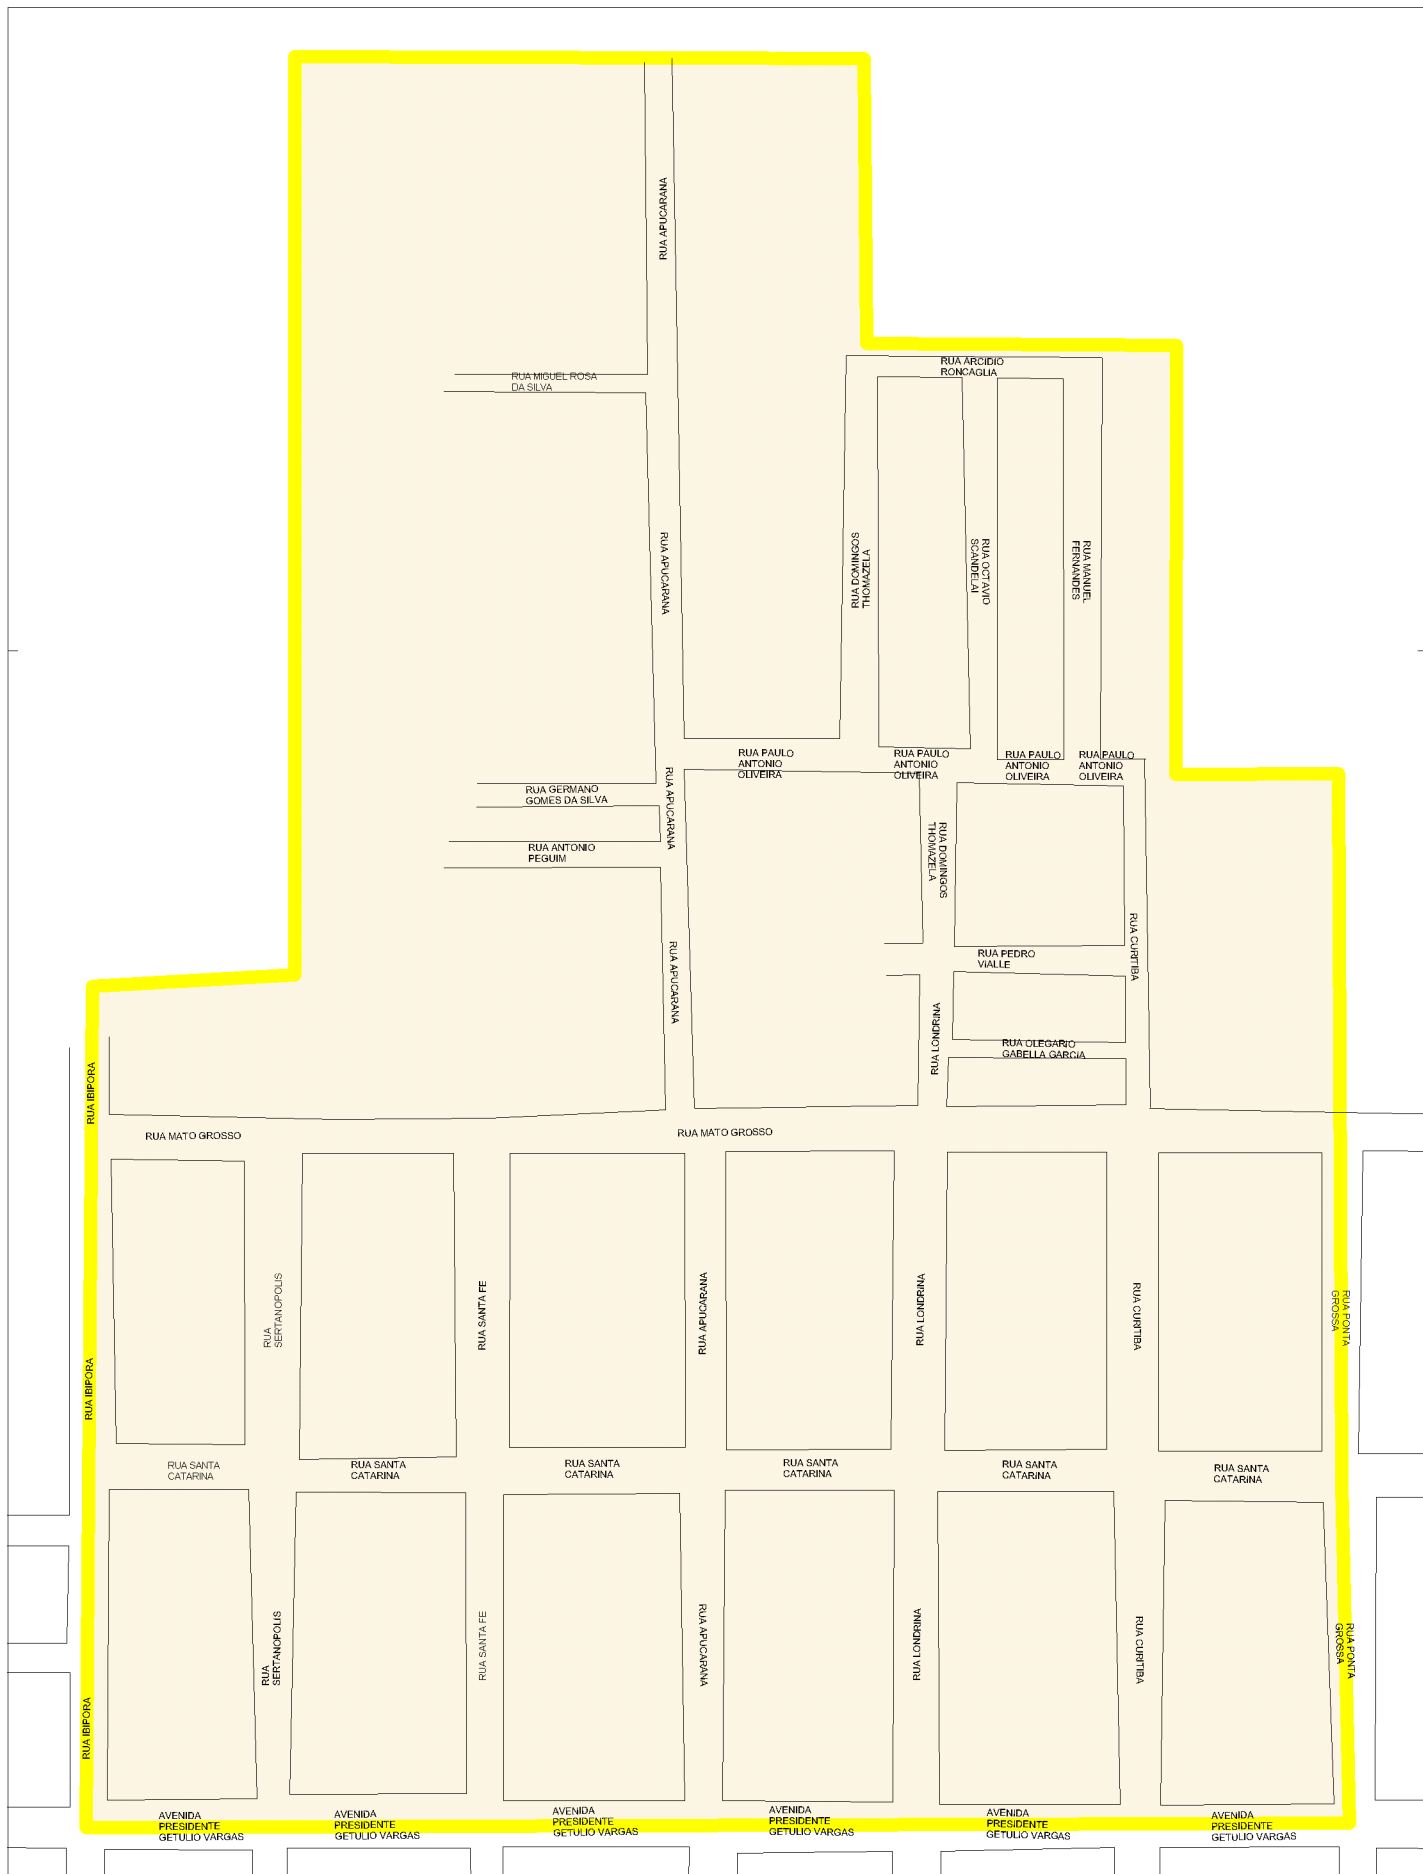 RUA APUCARANA
RUA ARCIDIO
RONCAGLIA
RUA MIGUEL ROSA
DA SILVA
RUA APUCARANA
RUA DOMINGOS
THOMAZELA
RUA OCTAVIO
SCANDELAI
RUA MANUEL
FERNANDES
RUA PAULO
ANTONIO
OLIVEIRA
RUA PAULO
ANTONIO
OLIVEIRA
RUA PAULO
ANTONIO
OLIVEIRA
RUA PAULO
ANTONIO
OLIVEIRA
RUA GERMANO
GOMES DA SILVA
RUA APUCARANA
RUA ANTONIO
PEGUIM
RUA DOMINGOS
THOMAZELA
RUA CURITIBA
RUA PEDRO
VIALLE
RUA APUCARANA
RUA LONDRINA
RUA OLEGARIO
GABELLA GARCIA
RUA IBIPORA
RUA MATO GROSSO
RUA MATO GROSSO
RUA
SERTANOPOLIS
RUA SANTA FE
RUA APUCARANA
RUA LONDRINA
RUA CURITIBA
RUA PONTA
GROSSA
RUA IBIPORA
RUA SANTA
CATARINA
RUA SANTA
CATARINA
RUA SANTA
CATARINA
RUA SANTA
CATARINA
RUA SANTA
CATARINA
RUA SANTA
CATARINA
RUA
SERTANOPOLIS
RUA SANTA FE
RUA APUCARANA
RUA LONDRINA
RUA CURITIBA
RUA PONTA
GROSSA
RUA IBIPORA
AVENIDA
PRESIDENTE
GETULIO VARGAS
AVENIDA
PRESIDENTE
GETULIO VARGAS
AVENIDA
PRESIDENTE
GETULIO VARGAS
AVENIDA
PRESIDENTE
GETULIO VARGAS
AVENIDA
PRESIDENTE
GETULIO VARGAS
AVENIDA
PRESIDENTE
GETULIO VARGAS